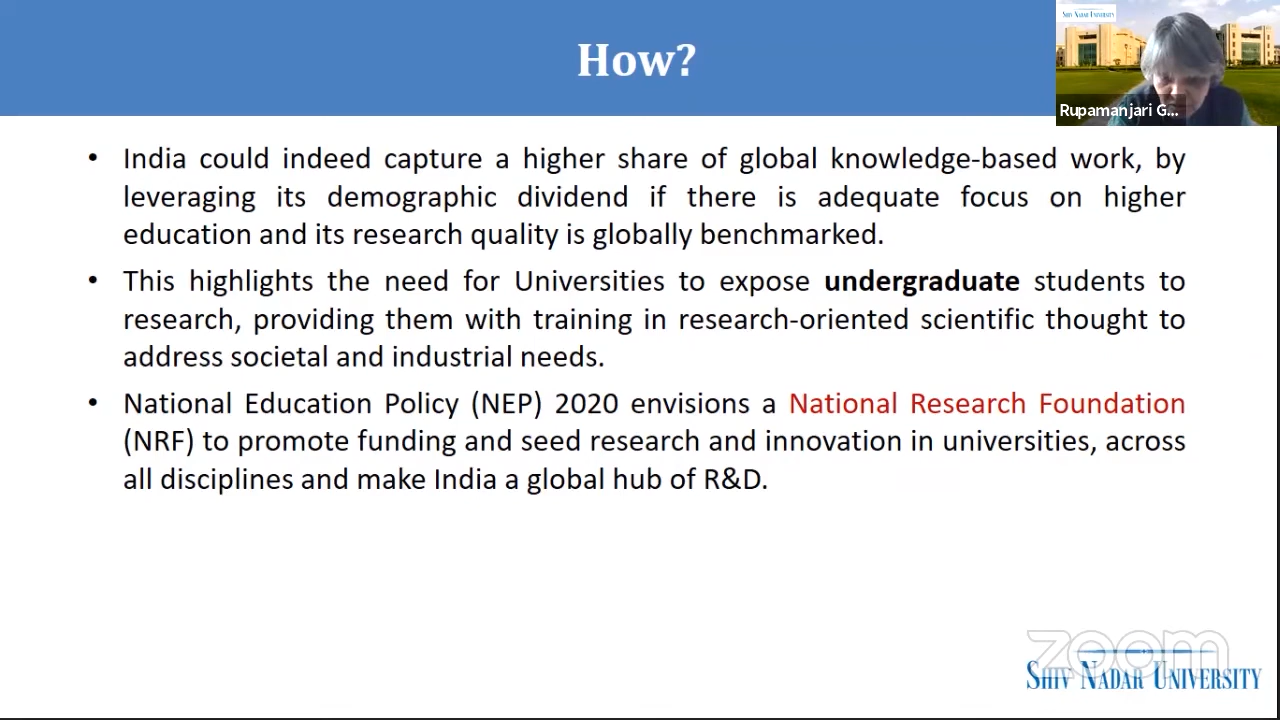 How?
SHIV NADAR UNIVERSITY
Rupamanjari G...
• India could indeed capture a higher share of global knowledge-based work, by
leveraging its demographic dividend if there is adequate focus on higher
education and its research quality is globally benchmarked.
• This highlights the need for Universities to expose undergraduate students to
research, providing them with training in research-oriented scientific thought to
address societal and industrial needs.
• National Education Policy (NEP) 2020 envisions a National Research Foundation
(NRF) to promote funding and seed research and innovation in universities, across
all disciplines and make India a global hub of R&D.
zoom
SHIV NADAR UNIVERSITY